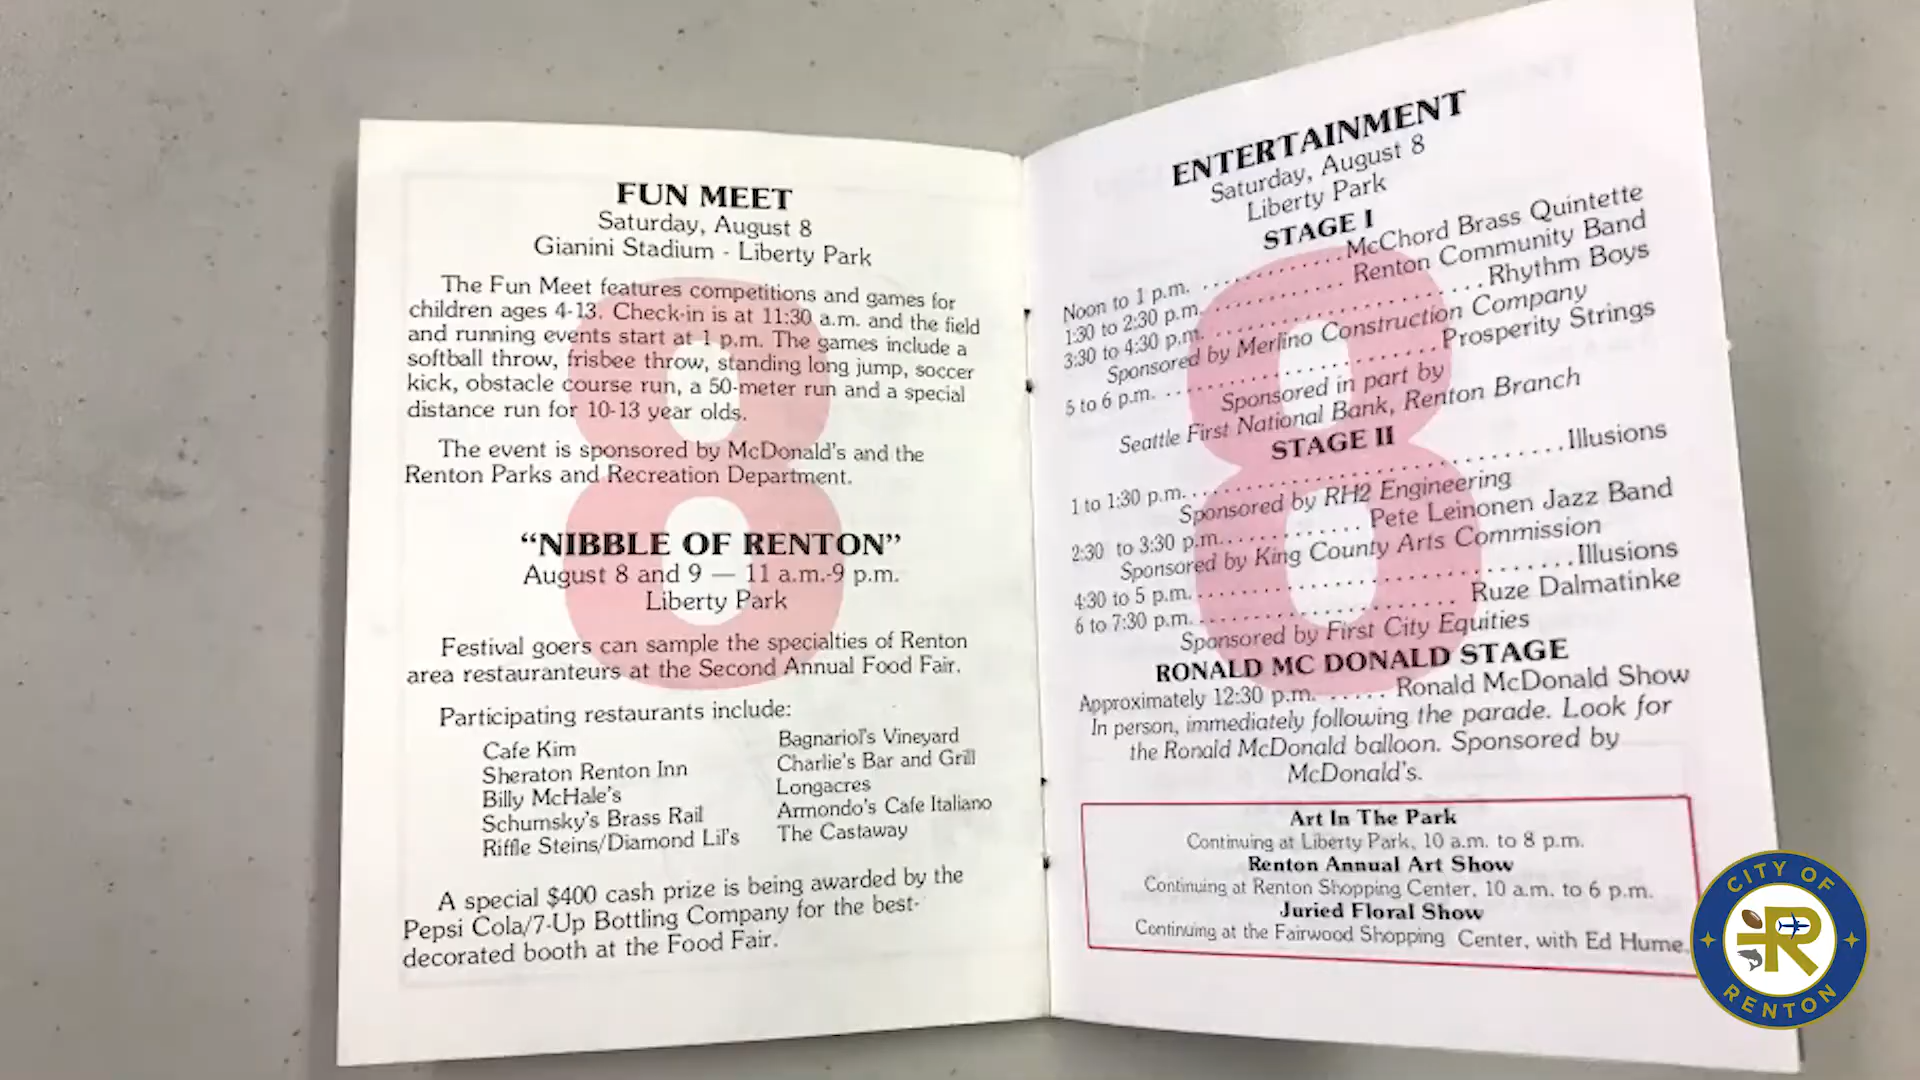 FUN MEET
Saturday, August 8
Gianini Stadium - Liberty Park
The Fun Meet features competitions and games for
children ages 4-13. Check-in is at 11:30 a.m. and the field
and running events start at 1 p.m. The games include a
softball throw, frisbee throw, standing long jump, soccer
kick, obstacle course run, a 50-meter run and a special
distance run for 10-13 year olds.
The event is sponsored by McDonald's and the
Renton Parks and Recreation Department.
"NIBBLE OF RENTON"
August 8 and 9 — 11 a.m.-9 p.m.
Liberty Park
Festival goers can sample the specialties of Renton
area restauranteurs at the Second Annual Food Fair.
Participating restaurants include:
Cafe Kim
Sheraton Renton Inn
Billy McHale's
Schumsky's Brass Rail
Riffle Steins/Diamond Lil's
Bagnariol's Vineyard
Charlie's Bar and Grill
Longacres
Armondo's Cafe Italiano
The Castaway
A special $400 cash prize is being awarded by the
Pepsi Cola/7-Up Bottling Company for the best-
decorated booth at the Food Fair.
8
ENTERTAINMENT
Saturday, August 8
Liberty Park
STAGE I
Noon to 1 p.m. .............. McChord Brass Quintette
1:30 to 2:30 p.m. ............. Renton Community Band
3:30 to 4:30 p.m. ......................... Rhythm Boys
Sponsored by Merlino Construction Company
5 to 6 p.m. ......................... Prosperity Strings
Sponsored in part by
Seattle First National Bank, Renton Branch
STAGE II
1 to 1:30 p.m. ............................... Illusions
Sponsored by RH2 Engineering
2:30 to 3:30 p.m. ............ Pete Leinonen Jazz Band
Sponsored by King County Arts Commission
4:30 to 5 p.m. ............................... Illusions
6 to 7:30 p.m. ..................... Ruze Dalmatinke
Sponsored by First City Equities
RONALD MC DONALD STAGE
Approximately 12:30 p.m. ..... Ronald McDonald Show
In person, immediately following the parade. Look for
the Ronald McDonald balloon. Sponsored by
McDonald's.
Art In The Park
Continuing at Liberty Park, 10 a.m. to 8 p.m.
Renton Annual Art Show
Continuing at Renton Shopping Center, 10 a.m. to 6 p.m.
Juried Floral Show
Continuing at the Fairwood Shopping Center, with Ed Hume.
8
CITY OF
R
RENTON